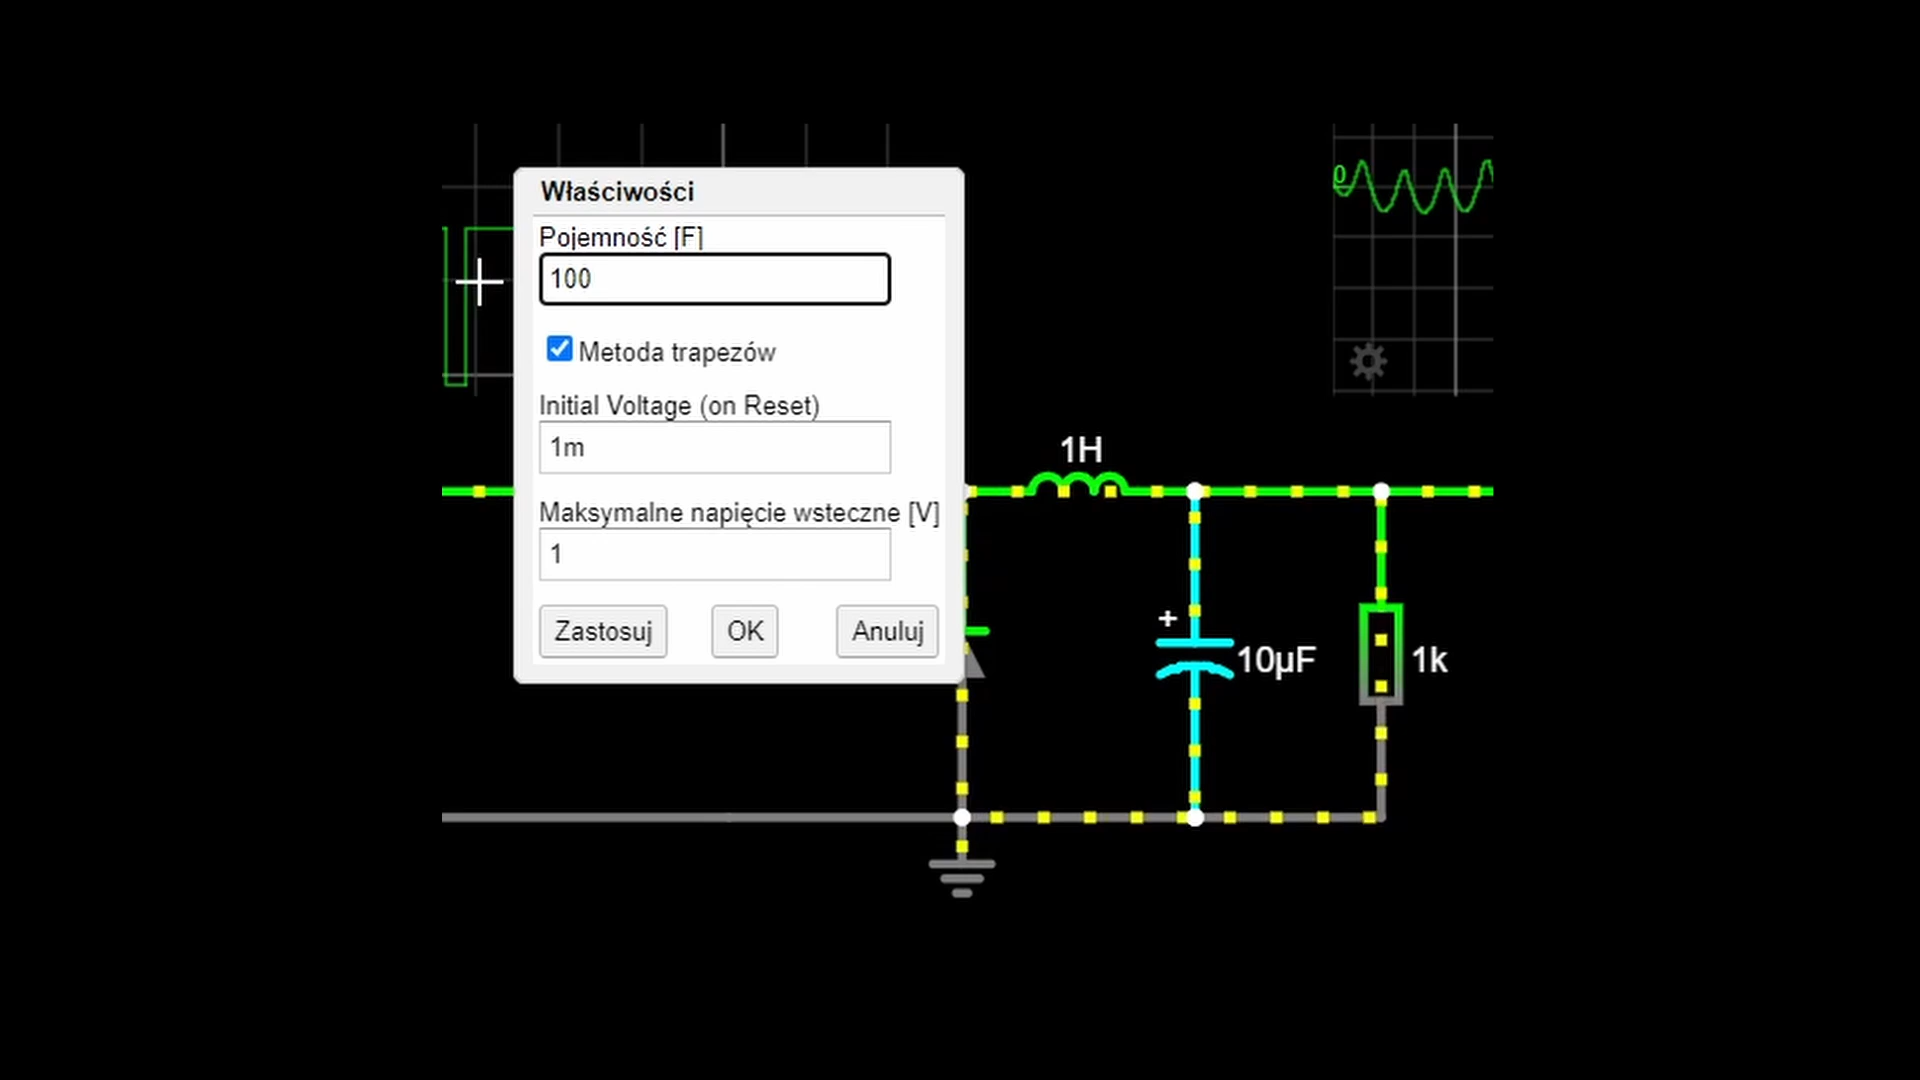 Właściwości
Pojemność [F]
100
Metoda trapezów
Initial Voltage (on Reset)
1m
Maksymalne napięcie wsteczne [V]
1
Zastosuj OK Anuluj
0
1H
+
10µF
1k